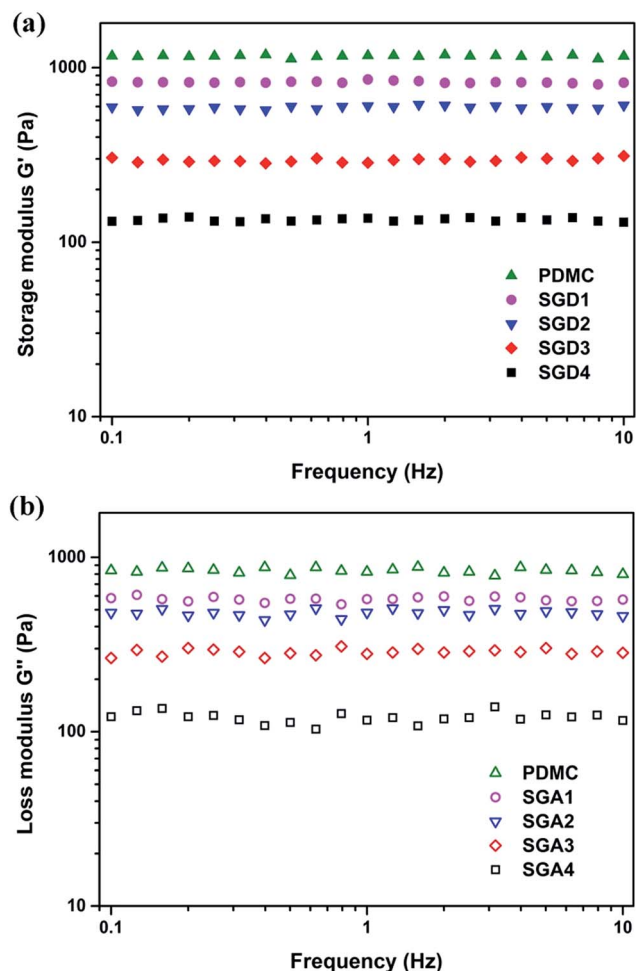 (a)
1000
100
10
Storage modulus G' (Pa)
PDMC
SGD1
SGD2
SGD3
SGD4
0.1 1 10
Frequency (Hz)
(b)
1000
100
10
Loss modulus G'' (Pa)
PDMC
SGA1
SGA2
SGA3
SGA4
0.1 1 10
Frequency (Hz)